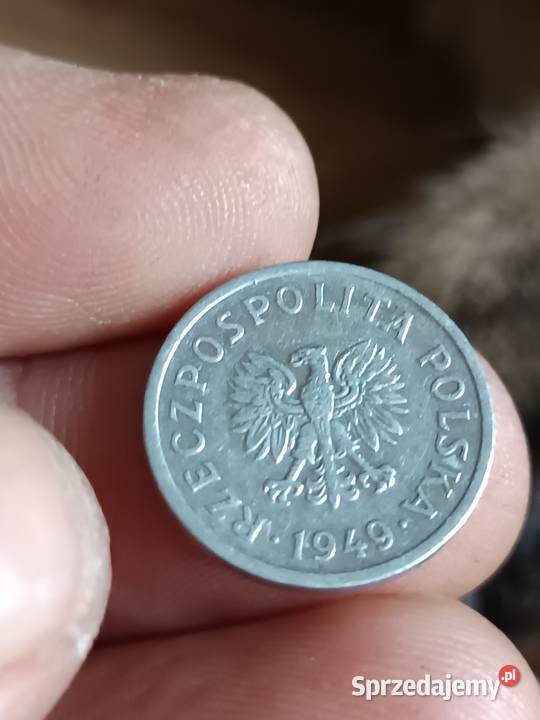 RZECZPOSPOLITA POLSKA
· 1949 ·
Sprzedajemy.pl